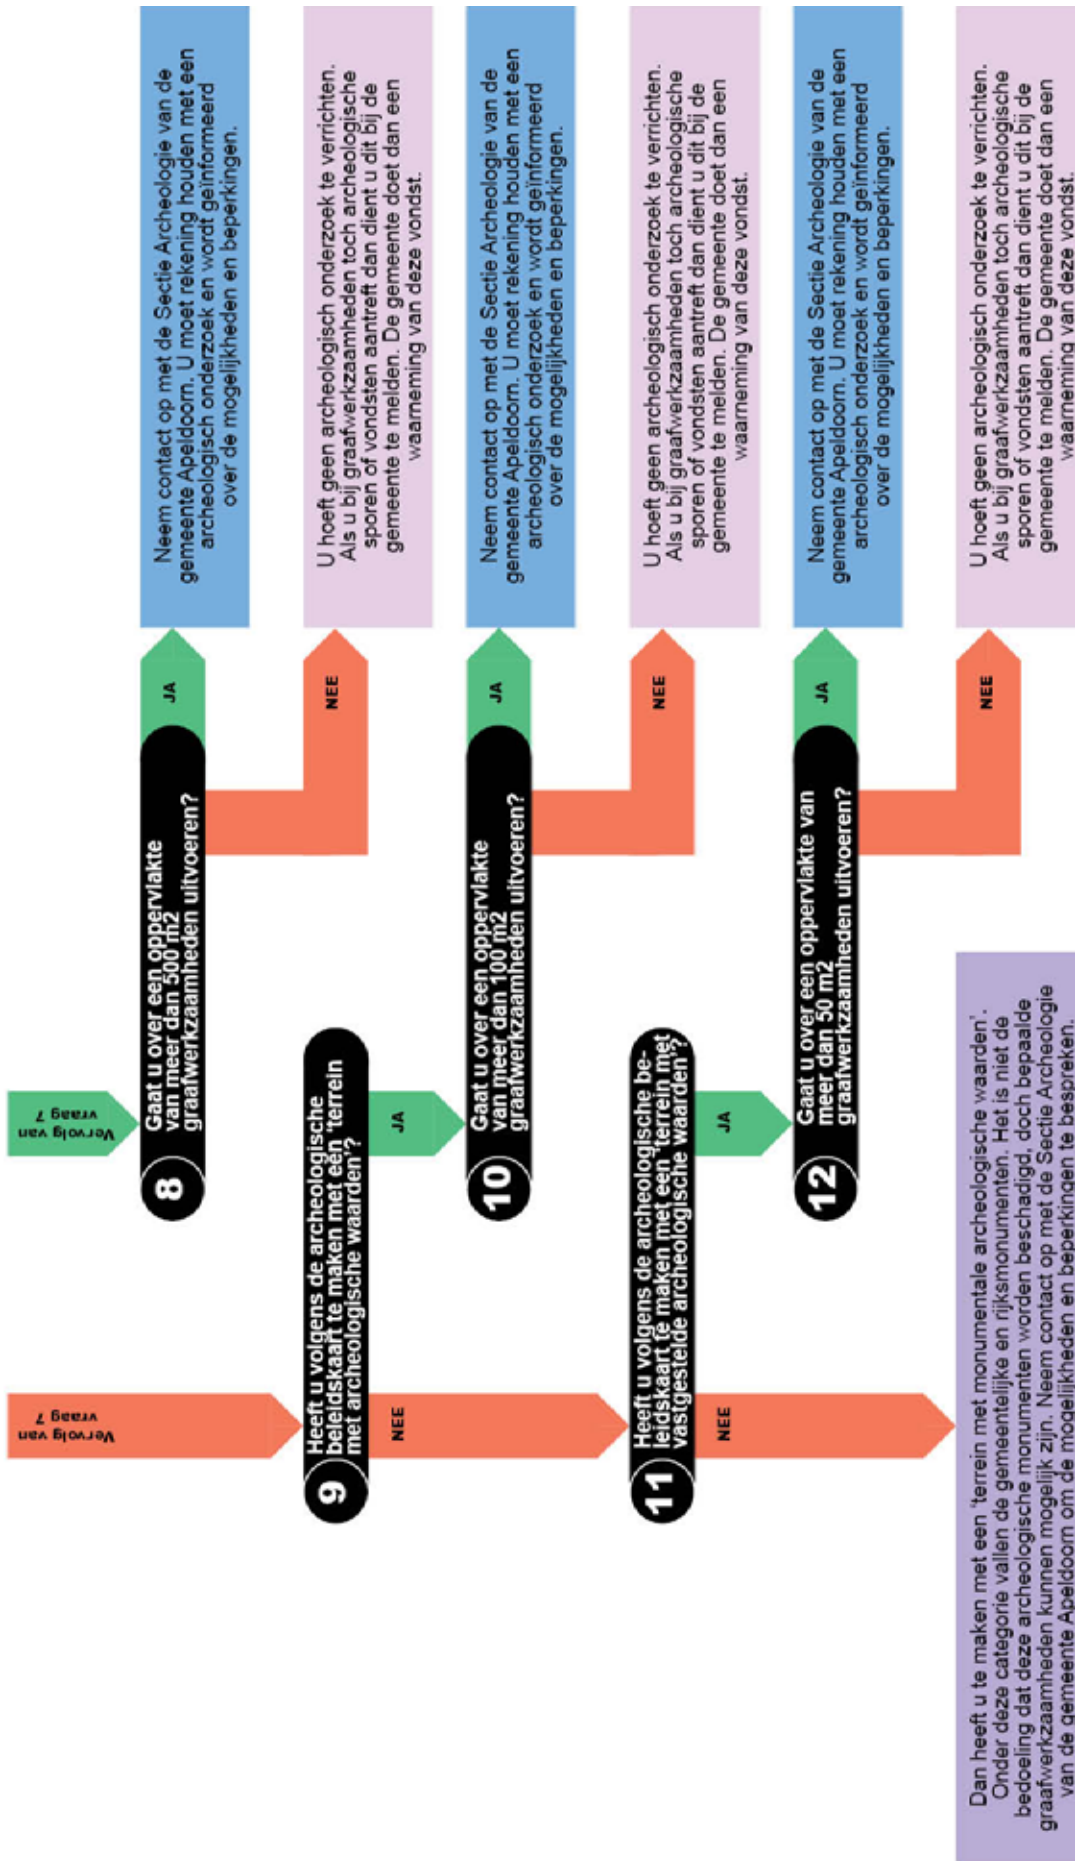 Vervolg van
vraag 7
Vervolg van
vraag 7
8
Gaat u over een oppervlakte
van meer dan 500 m2
graafwerkzaamheden uitvoeren?
JA
Neem contact op met de Sectie Archeologie van de
gemeente Apeldoorn. U moet rekening houden met een
archeologisch onderzoek en wordt geïnformeerd
over de mogelijkheden en beperkingen.
NEE
U hoeft geen archeologisch onderzoek te verrichten.
Als u bij graafwerkzaamheden toch archeologische
sporen of vondsten aantreft dan dient u dit bij de
gemeente te melden. De gemeente doet dan een
waarneming van deze vondst.
9
Heeft u volgens de archeologische
beleidskaart te maken met een 'terrein
met archeologische waarden'?
JA
NEE
10
Gaat u over een oppervlakte
van meer dan 100 m2
graafwerkzaamheden uitvoeren?
JA
Neem contact op met de Sectie Archeologie van de
gemeente Apeldoorn. U moet rekening houden met een
archeologisch onderzoek en wordt geïnformeerd
over de mogelijkheden en beperkingen.
NEE
U hoeft geen archeologisch onderzoek te verrichten.
Als u bij graafwerkzaamheden toch archeologische
sporen of vondsten aantreft dan dient u dit bij de
gemeente te melden. De gemeente doet dan een
waarneming van deze vondst.
11
Heeft u volgens de archeologische be-
leidskaart te maken met een 'terrein met
vastgestelde archeologische waarden'?
JA
NEE
12
Gaat u over een oppervlakte van
meer dan 50 m2
graafwerkzaamheden uitvoeren?
JA
Neem contact op met de Sectie Archeologie van de
gemeente Apeldoorn. U moet rekening houden met een
archeologisch onderzoek en wordt geïnformeerd
over de mogelijkheden en beperkingen.
NEE
U hoeft geen archeologisch onderzoek te verrichten.
Als u bij graafwerkzaamheden toch archeologische
sporen of vondsten aantreft dan dient u dit bij de
gemeente te melden. De gemeente doet dan een
waarneming van deze vondst.
Dan heeft u te maken met een 'terrein met monumentale archeologische waarden'.
Onder deze categorie vallen de gemeentelijke en rijksmonumenten. Het is niet de
bedoeling dat deze archeologische monumenten worden beschadigd, doch bepaalde
graafwerkzaamheden kunnen mogelijk zijn. Neem contact op met de Sectie Archeologie
van de gemeente Apeldoorn om de mogelijkheden en beperkingen te bespreken.